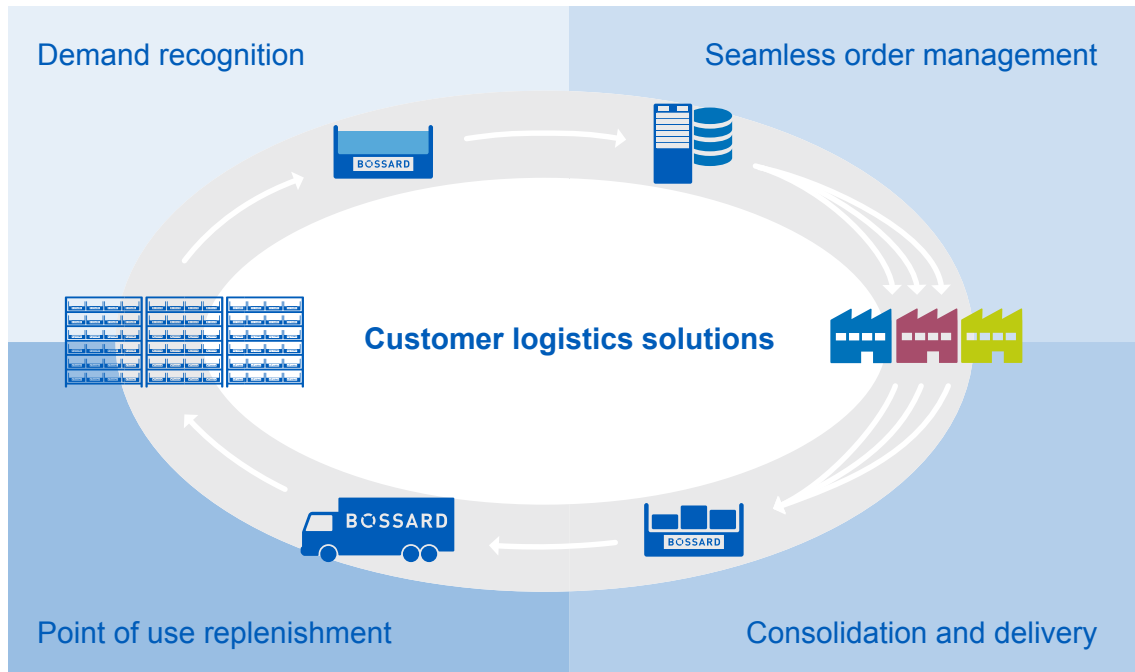 Demand recognition
Seamless order management
BOSSARD
Customer logistics solutions
BOSSARD
BOSSARD
Point of use replenishment
Consolidation and delivery